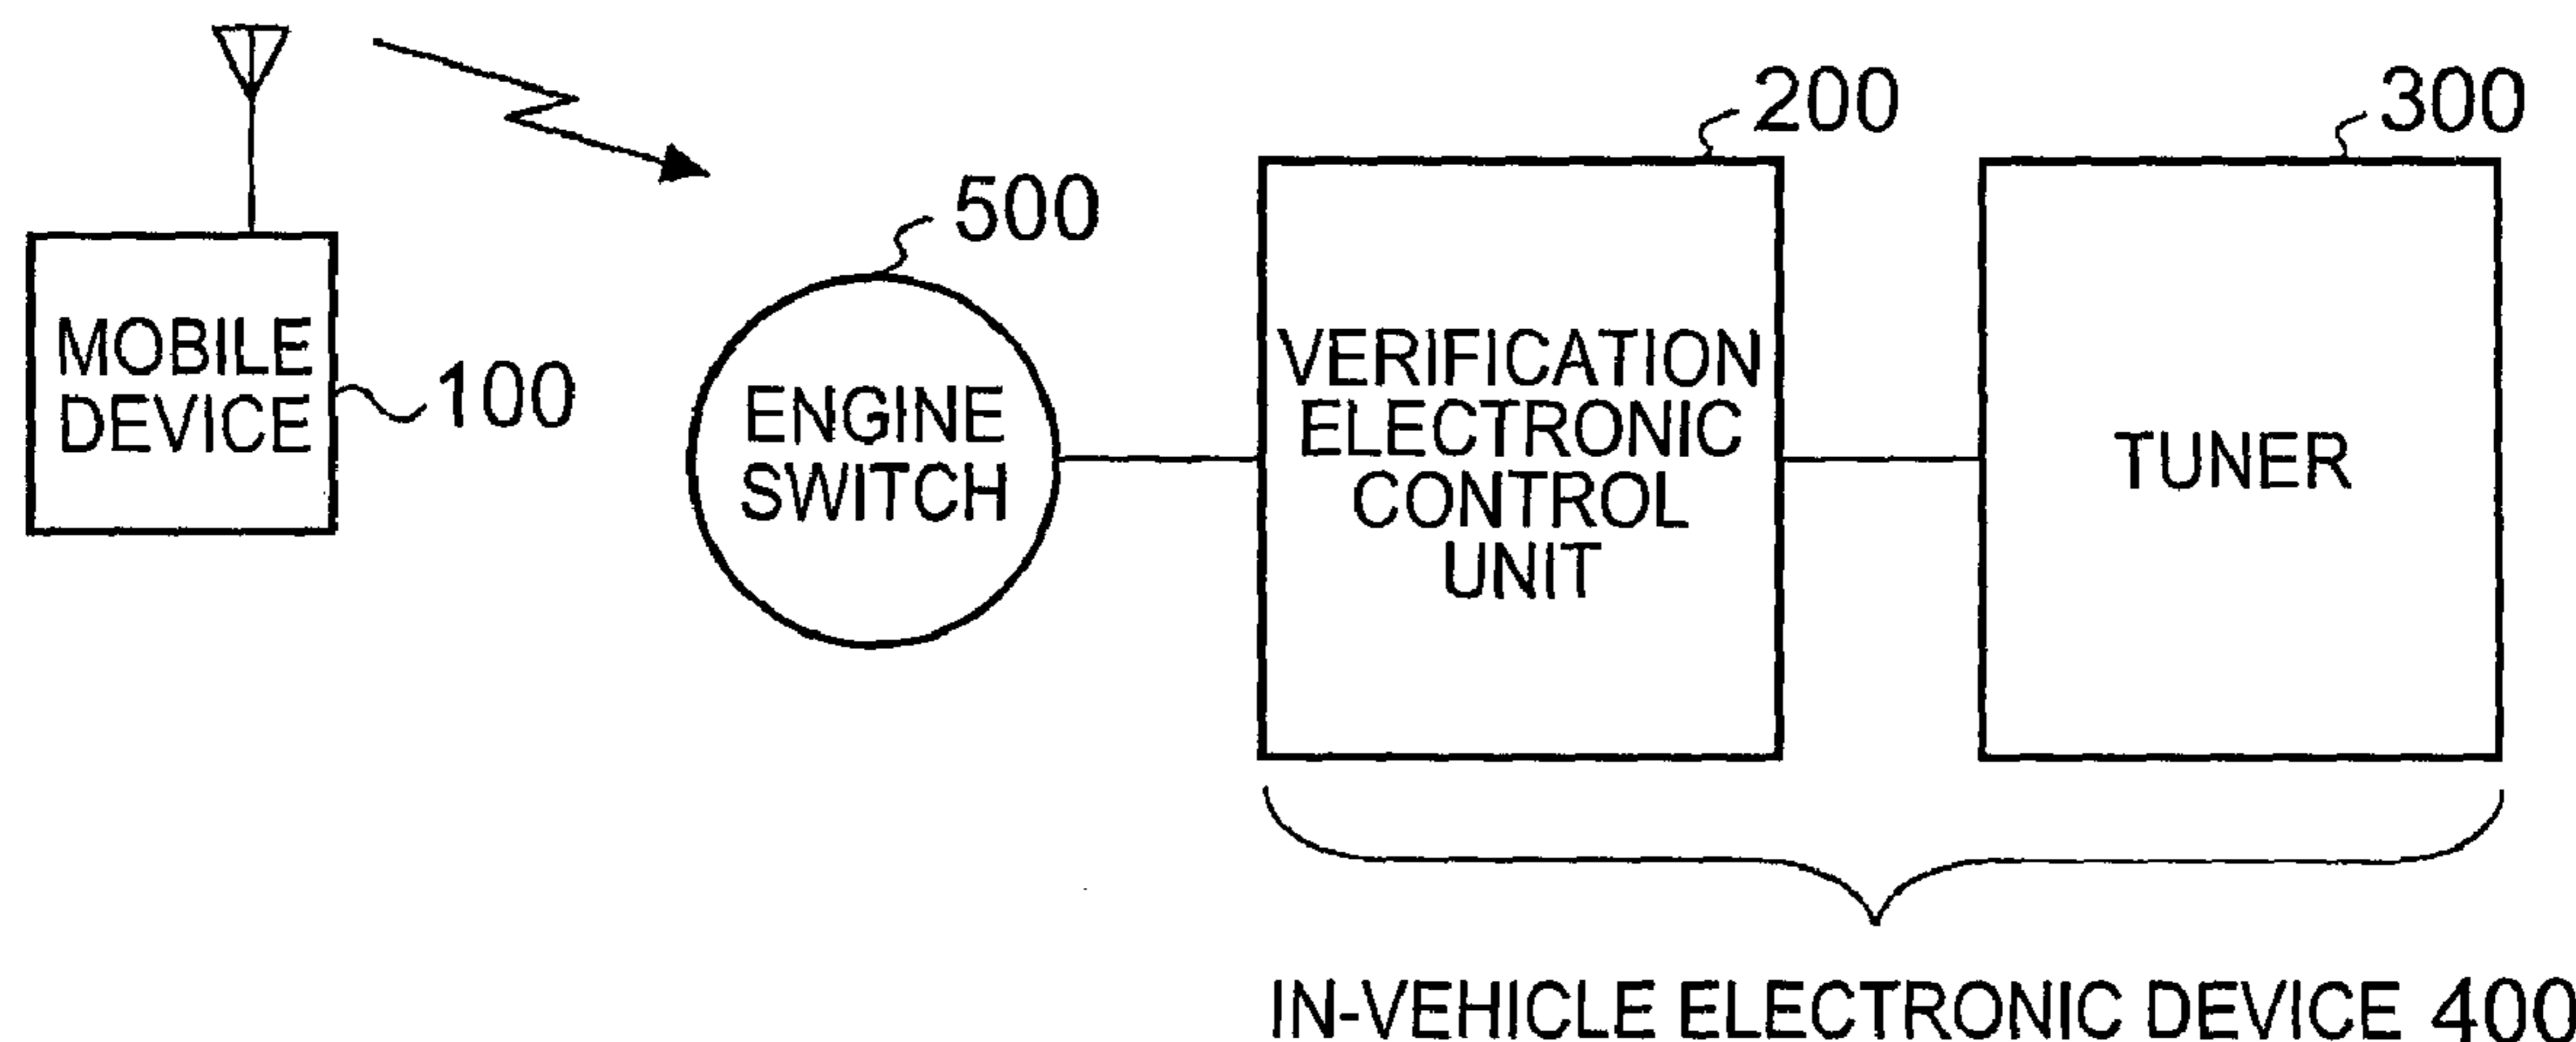 MOBILE
DEVICE
100
500
ENGINE
SWITCH
200
VERIFICATION
ELECTRONIC
CONTROL
UNIT
300
TUNER
IN-VEHICLE ELECTRONIC DEVICE 400